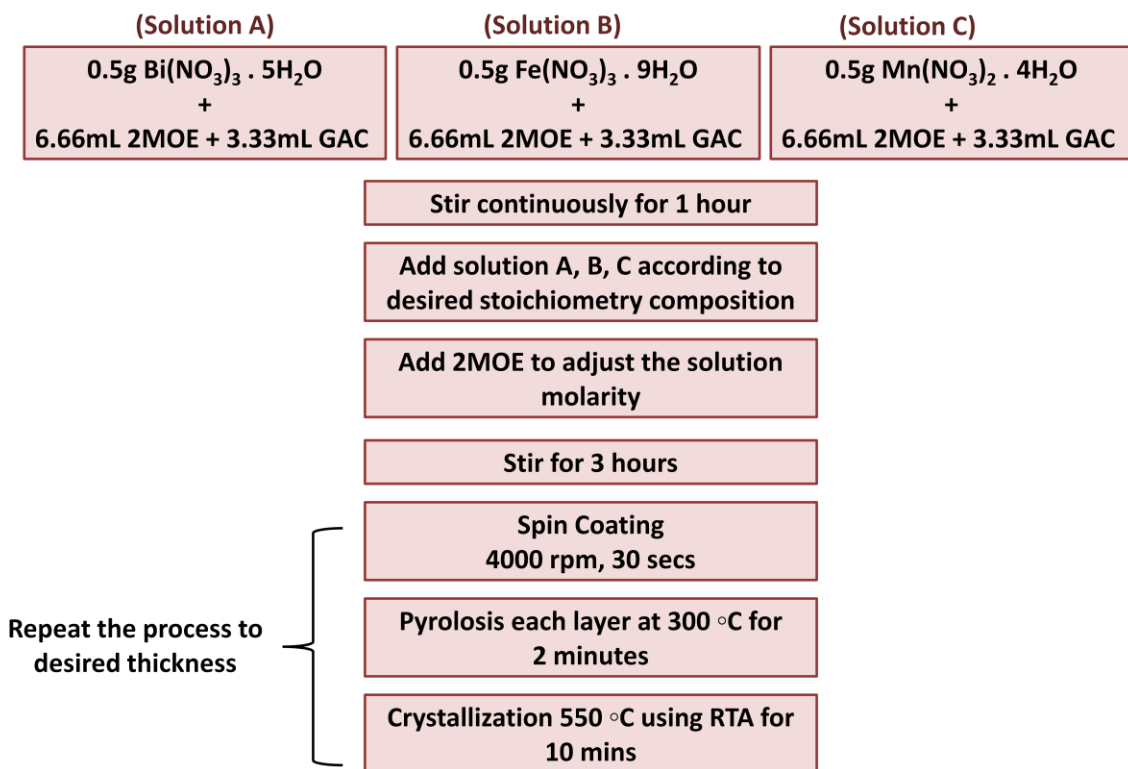 (Solution A)
(Solution B)
(Solution C)
0.5g Bi(NO₃)₃ . 5H₂O
+
6.66mL 2MOE + 3.33mL GAC
0.5g Fe(NO₃)₃ . 9H₂O
+
6.66mL 2MOE + 3.33mL GAC
0.5g Mn(NO₃)₂ . 4H₂O
+
6.66mL 2MOE + 3.33mL GAC
Stir continuously for 1 hour
Add solution A, B, C according to
desired stoichiometry composition
Add 2MOE to adjust the solution
molarity
Stir for 3 hours
Spin Coating
4000 rpm, 30 secs
Repeat the process to
desired thickness
Pyrolosis each layer at 300 ◦C for
2 minutes
Crystallization 550 ◦C using RTA for
10 mins